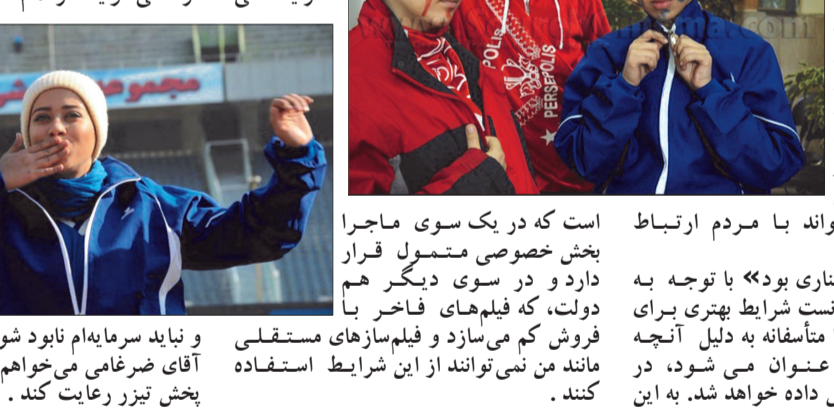 واند با مردم ارتباط
ناری بود» با توجه به
نست شرایط بهتری برای
متأسفانه به دلیل آنچه
عنوان می شود، در
داده خواهد شد. به این
است که در یک سوی ماجرا
بخش خصوصی متمول قرار
دارد و در سوی دیگر هم
دولت، که فیلم‌های فاخر با
فروش کم می‌سازد و فیلم‌سازهای مستقلی
مانند من نمی‌توانند از این شرایط استفاده
کنند .
و نباید سرمایه‌ام نابود شو
آقای ضرغامی می‌خواهم
پخش تیزر رعایت کند .
POLIS
PERSEPOLIS
مجموعه